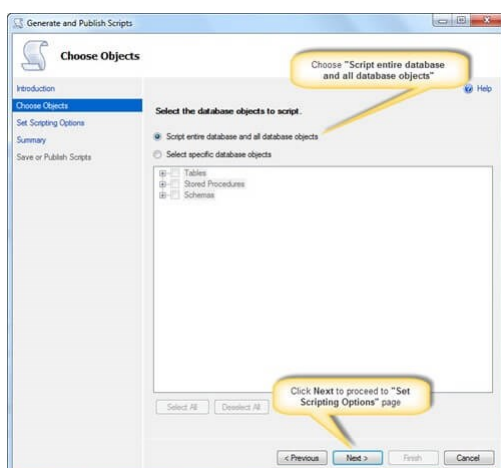 Generate and Publish Scripts
Choose Objects
Choose "Script entire database
and all database objects"
Help
Introduction
Choose Objects
Set Scripting Options
Summary
Save or Publish Scripts
Select the database objects to script.
Script entire database and all database objects
Select specific database objects
Tables
Stored Procedures
Schemas
Click Next to proceed to "Set
Scripting Options" page
Select All
Deselect All
< Previous
Next >
Finish
Cancel